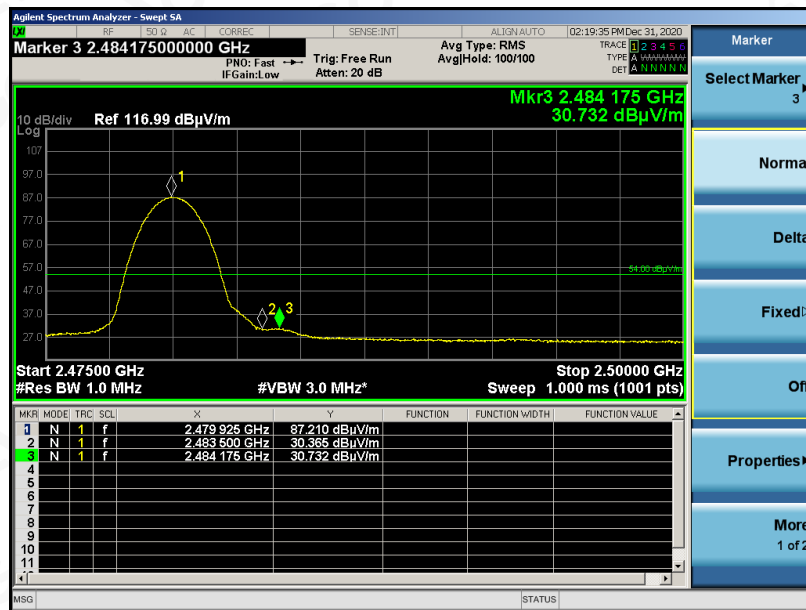 Agilent Spectrum Analyzer - Swept SA
LXI RF 50 Ω AC CORREC SENSE:INT ALIGN AUTO 02:19:35 PM Dec 31, 2020
Marker 3 2.484175000000 GHz
PNO: Fast
IFGain:Low
Trig: Free Run
Atten: 20 dB
Avg Type: RMS
Avg|Hold: 100/100
TRACE 1 2 3 4 5 6
TYPE A WWWWW
DET A N N N N N
Mkr3 2.484 175 GHz
30.732 dBµV/m
10 dB/div Ref 116.99 dBµV/m
Log
107
97.0
87.0
77.0
67.0
57.0
47.0
37.0
27.0
1
2 3
54.00 dBµV/m
Start 2.47500 GHz Stop 2.50000 GHz
#Res BW 1.0 MHz #VBW 3.0 MHz* Sweep 1.000 ms (1001 pts)
MKR MODE TRC SCL X Y FUNCTION FUNCTION WIDTH FUNCTION VALUE
1 N 1 f 2.479 925 GHz 87.210 dBµV/m
2 N 1 f 2.483 500 GHz 30.365 dBµV/m
3 N 1 f 2.484 175 GHz 30.732 dBµV/m
4
5
6
7
8
9
10
11
MSG STATUS
Marker
Select Marker
3
Norma
Delta
Fixed
Off
Properties
More
1 of 2